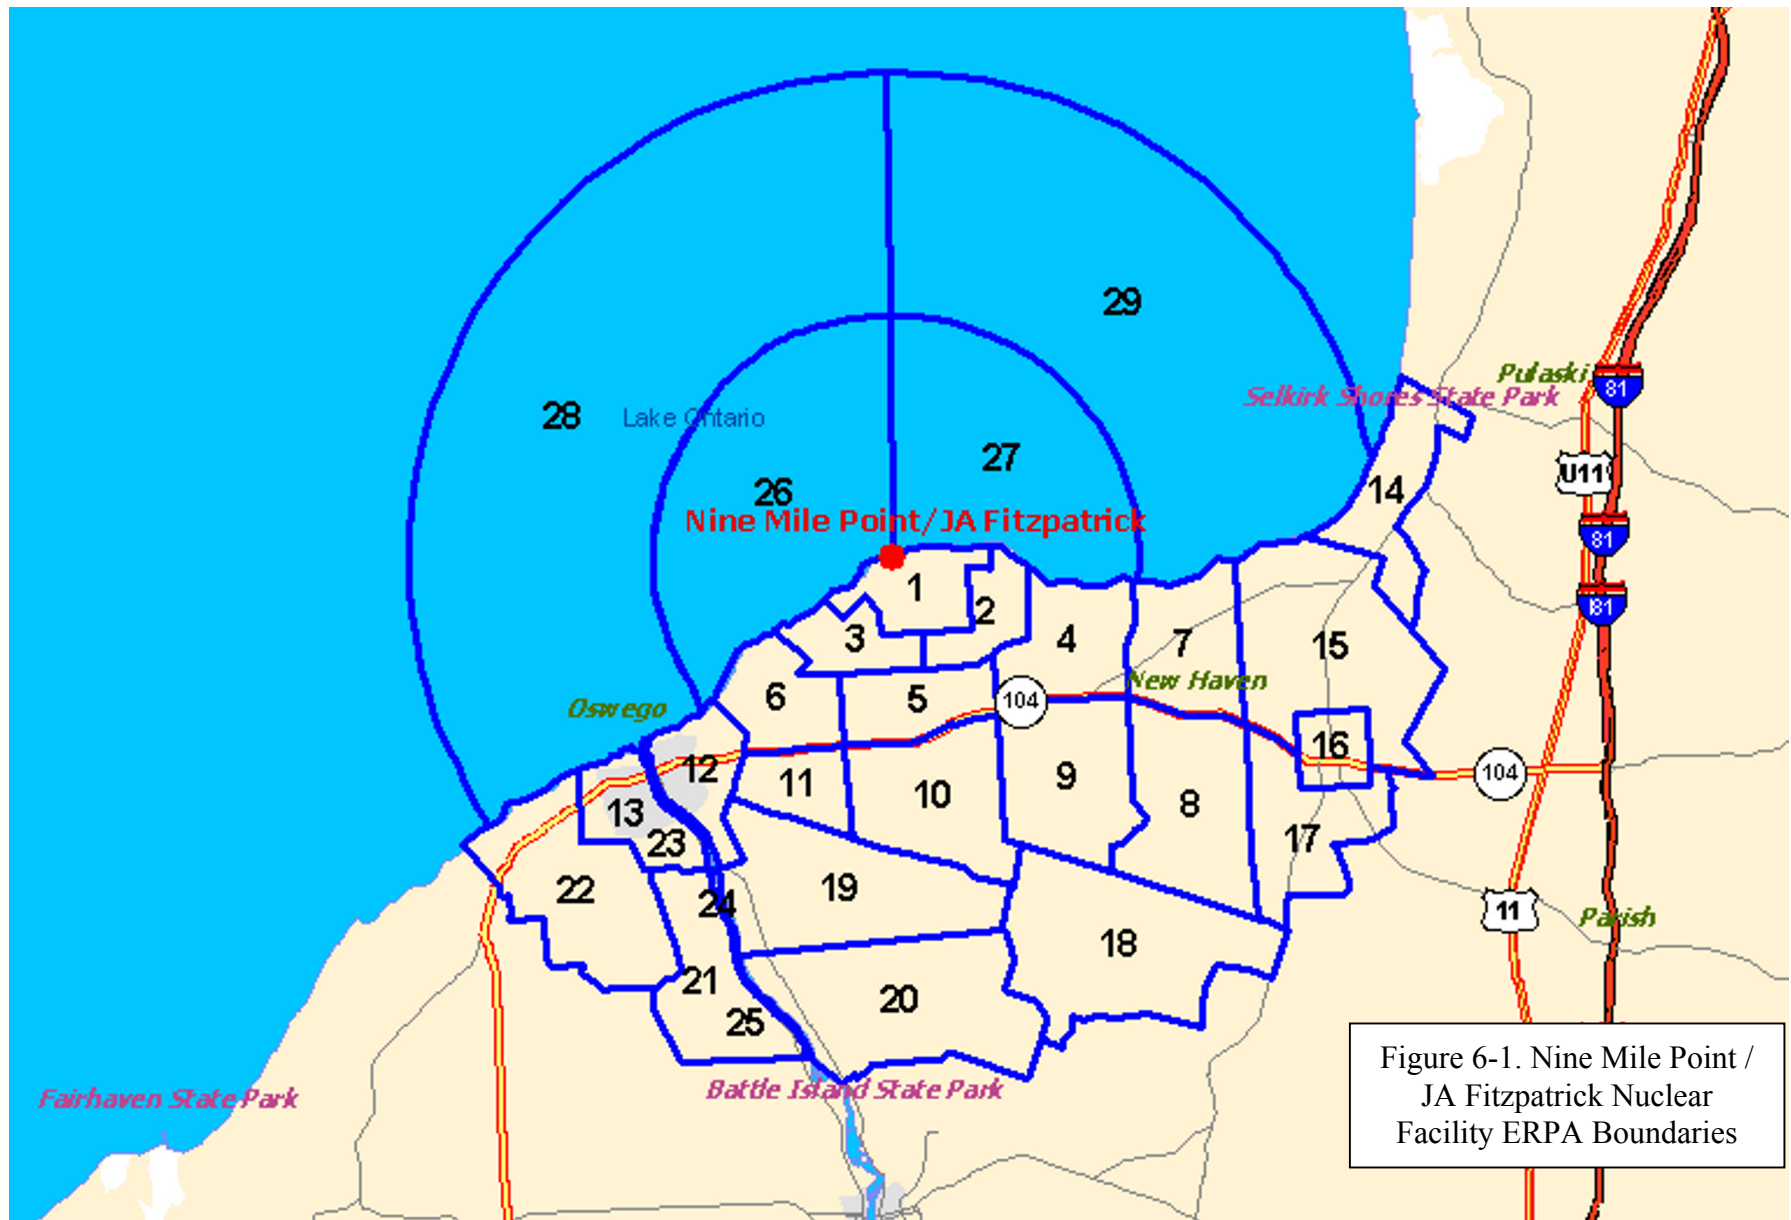 29
Pulaski
81
Selkirk Shores State Park
28
Lake Ontario
27
U11
26
14
Nine Mile Point/JA Fitzpatrick
81
1
2
81
3
4
7
15
6
5
104
New Haven
Oswego
12
16
104
11
10
9
8
13
23
17
22
19
24
11
Parish
18
21
20
25
Figure 6-1. Nine Mile Point /
JA Fitzpatrick Nuclear
Facility ERPA Boundaries
Fairhaven State Park
Battle Island State Park